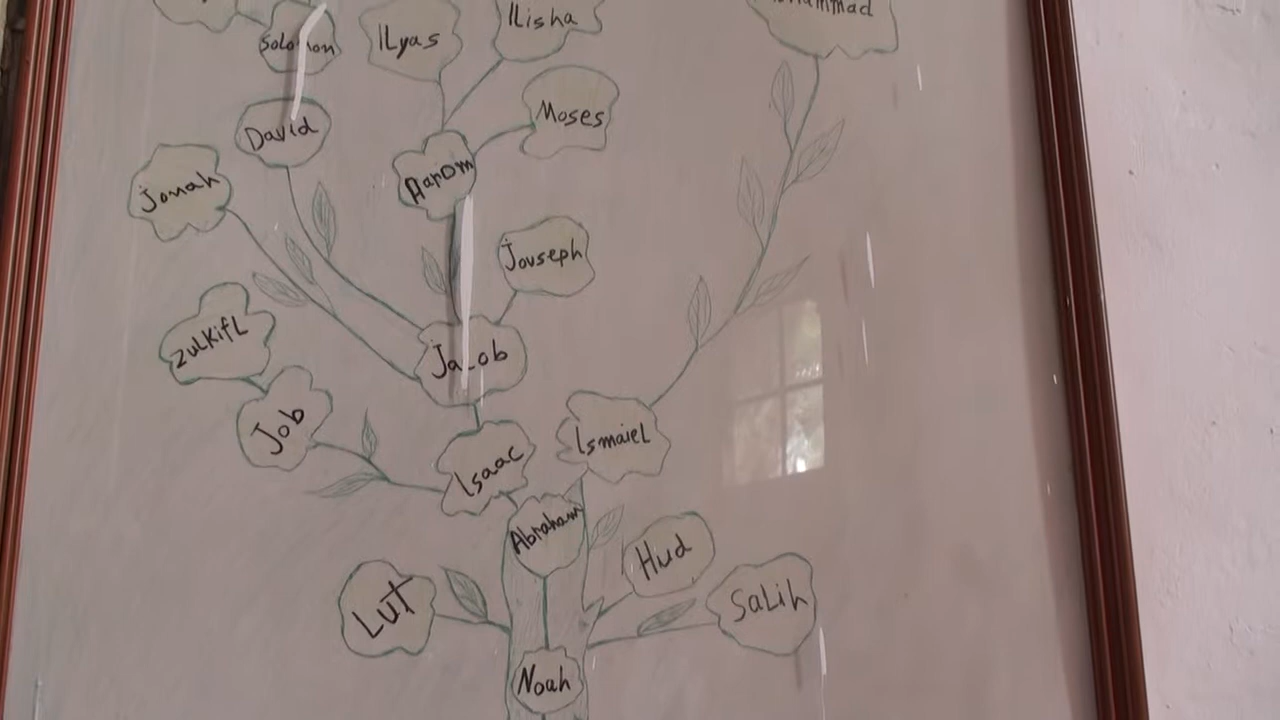 ILisha
Solomon
ILyas
David
Moses
Aarom
Jonah
Jouseph
zulkifL
Jacob
Job
Ismaiel
Isaac
Abraham
Hud
Lut
SaLih
Noah